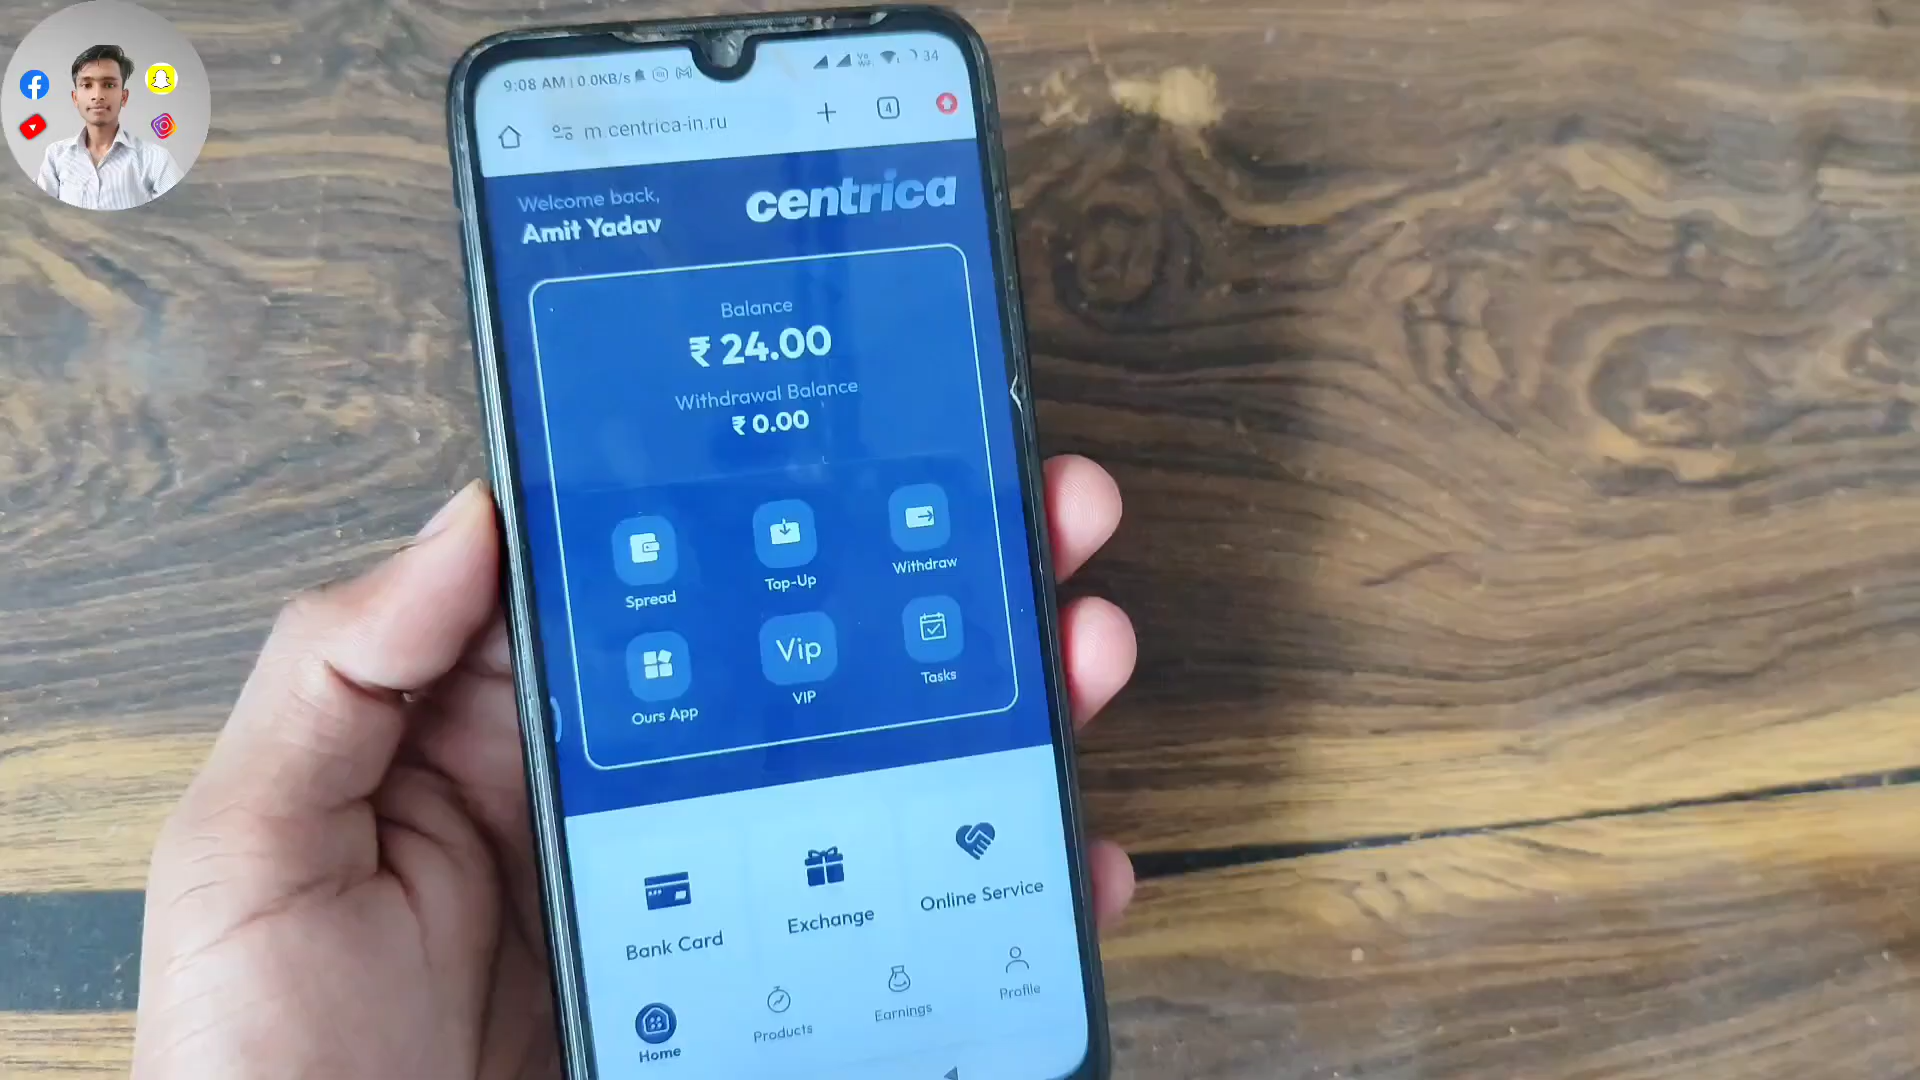 9:08 AM | 0.0KB/s
34
m.centrica-in.ru
4
Welcome back,
Amit Yadav
centrica
Balance
₹ 24.00
Withdrawal Balance
₹ 0.00
Spread
Top-Up
Withdraw
Ours App
Vip
VIP
Tasks
Bank Card
Exchange
Online Service
Home
Products
Earnings
Profile